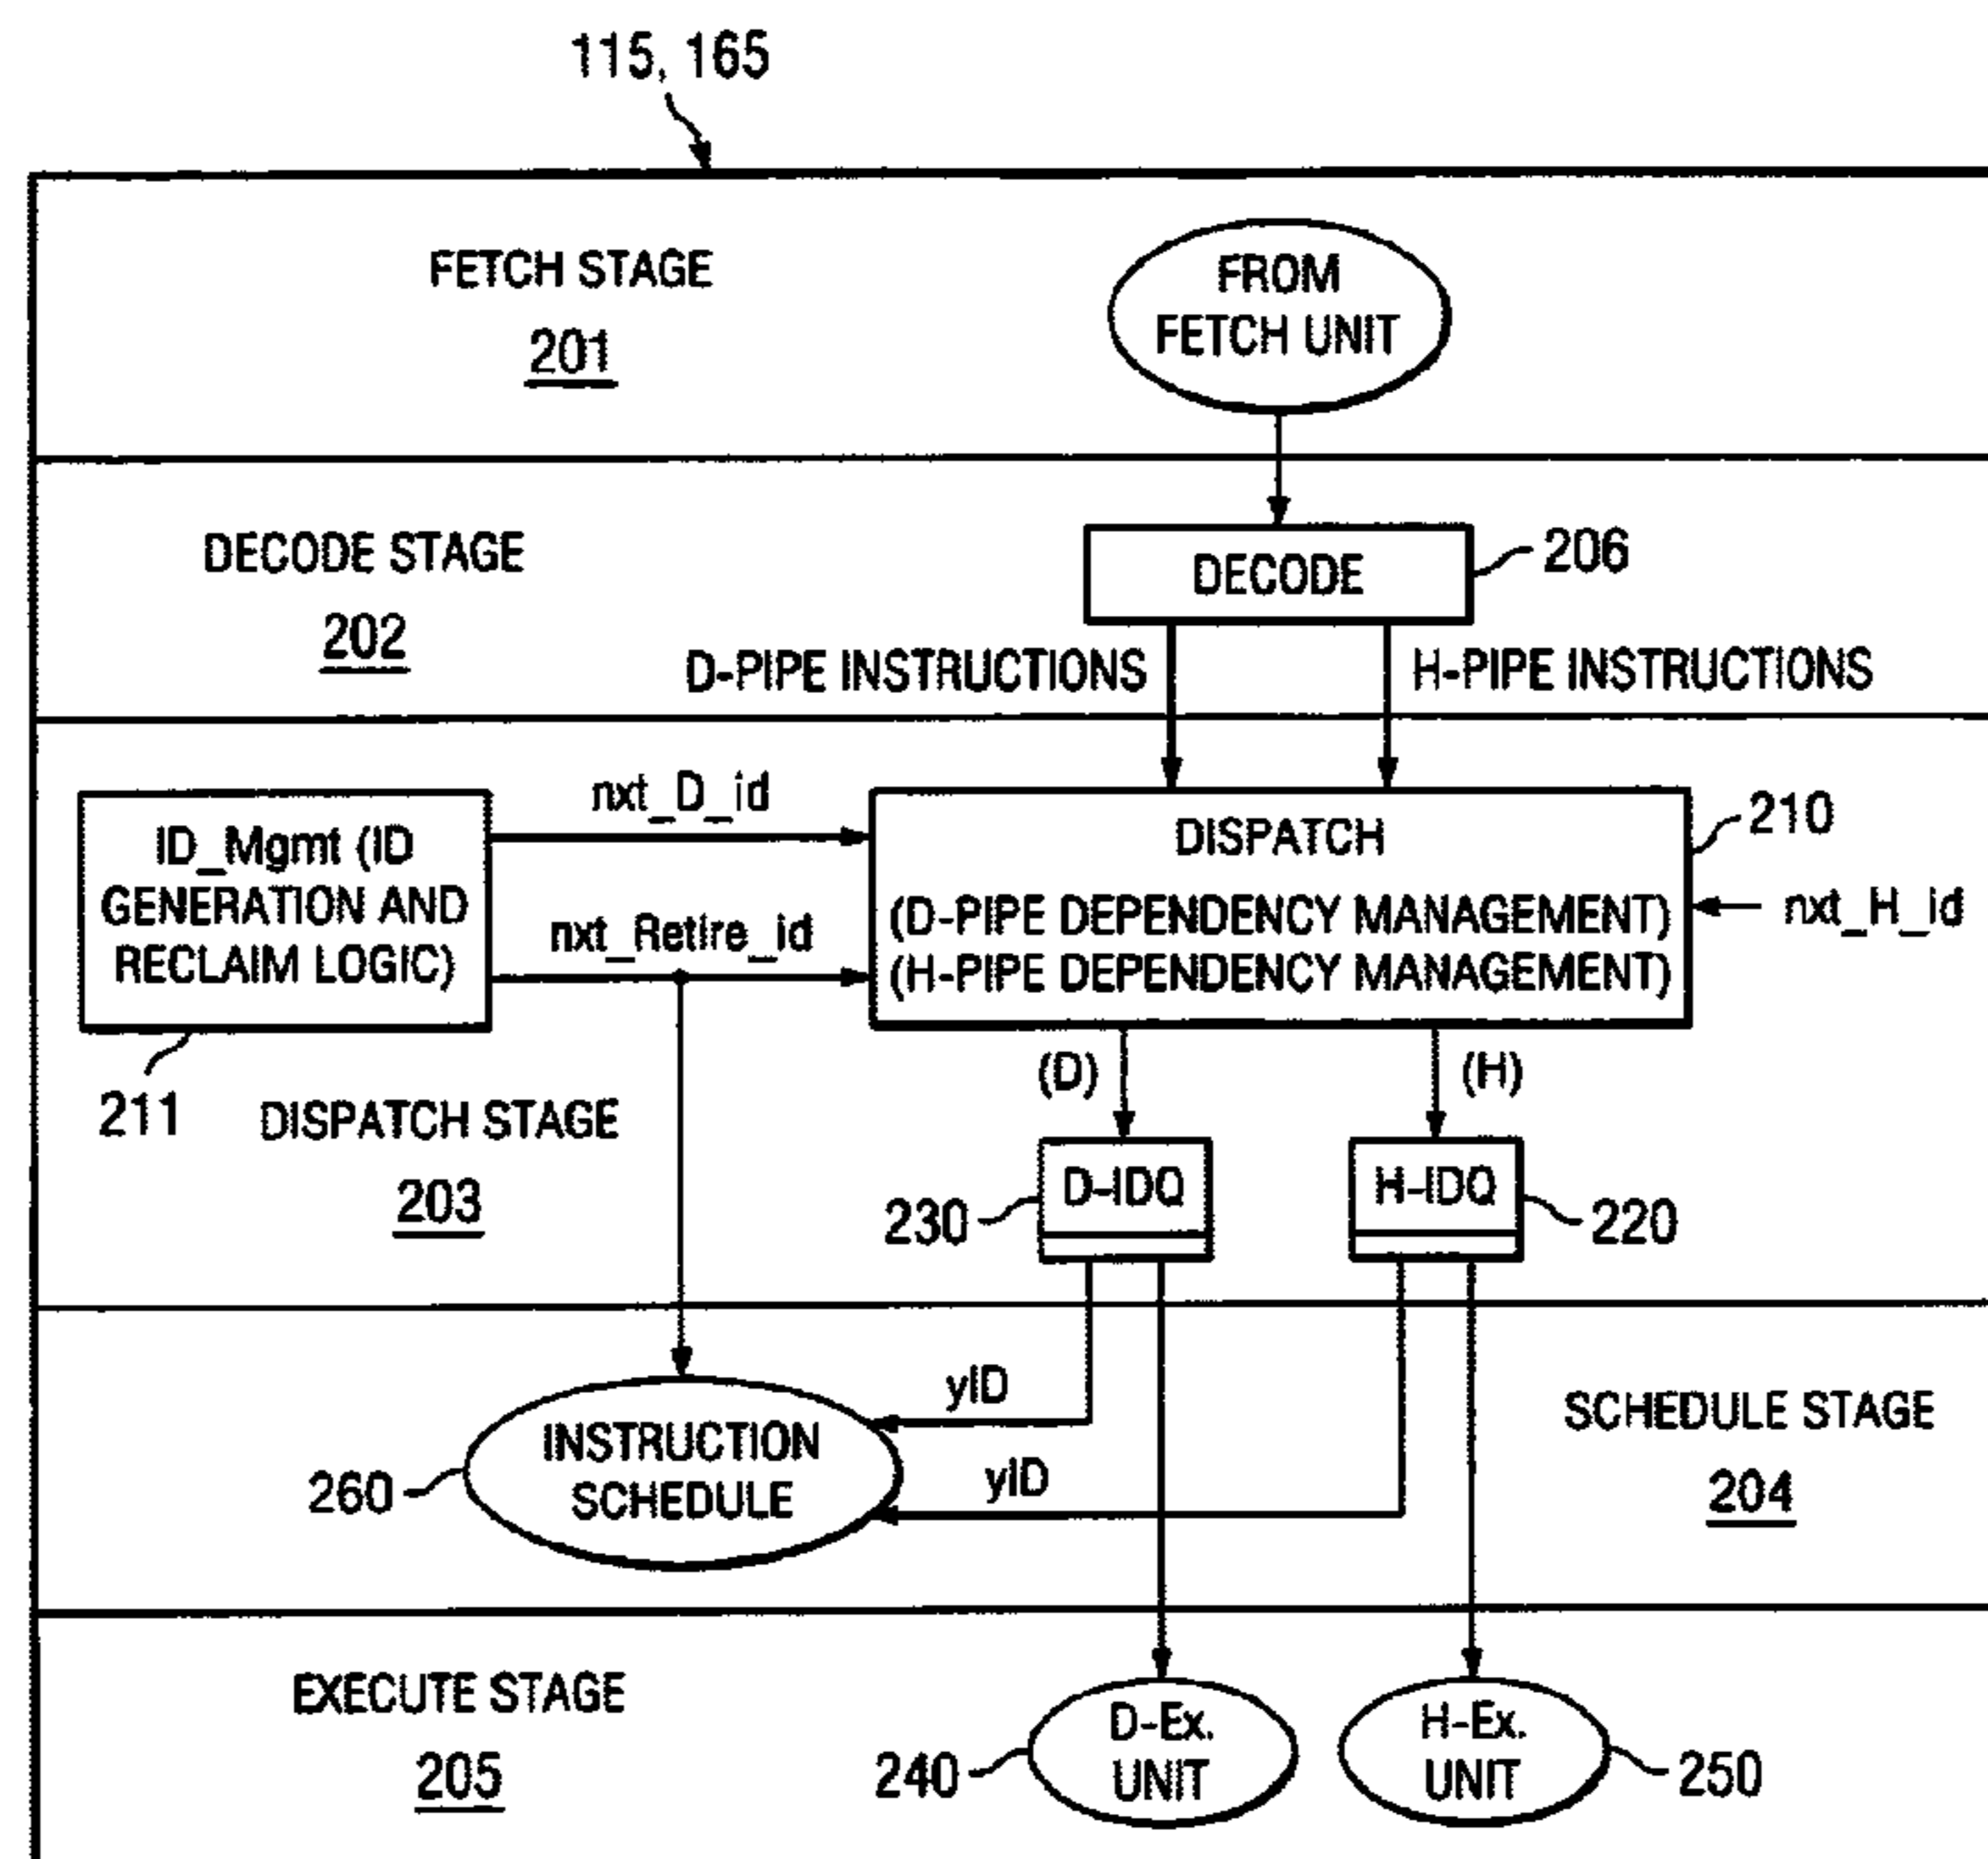 115, 165
FETCH STAGE
201
FROM
FETCH UNIT
DECODE STAGE
202
DECODE
206
D-PIPE INSTRUCTIONS
H-PIPE INSTRUCTIONS
ID_Mgmt (ID
GENERATION AND
RECLAIM LOGIC)
211
nxt_D_id
nxt_Retire_id
DISPATCH
(D-PIPE DEPENDENCY MANAGEMENT)
(H-PIPE DEPENDENCY MANAGEMENT)
210
nxt_H_id
DISPATCH STAGE
203
(D)
(H)
D-IDQ
230
H-IDQ
220
yID
yID
INSTRUCTION
SCHEDULE
260
SCHEDULE STAGE
204
EXECUTE STAGE
205
D-Ex.
UNIT
240
H-Ex.
UNIT
250